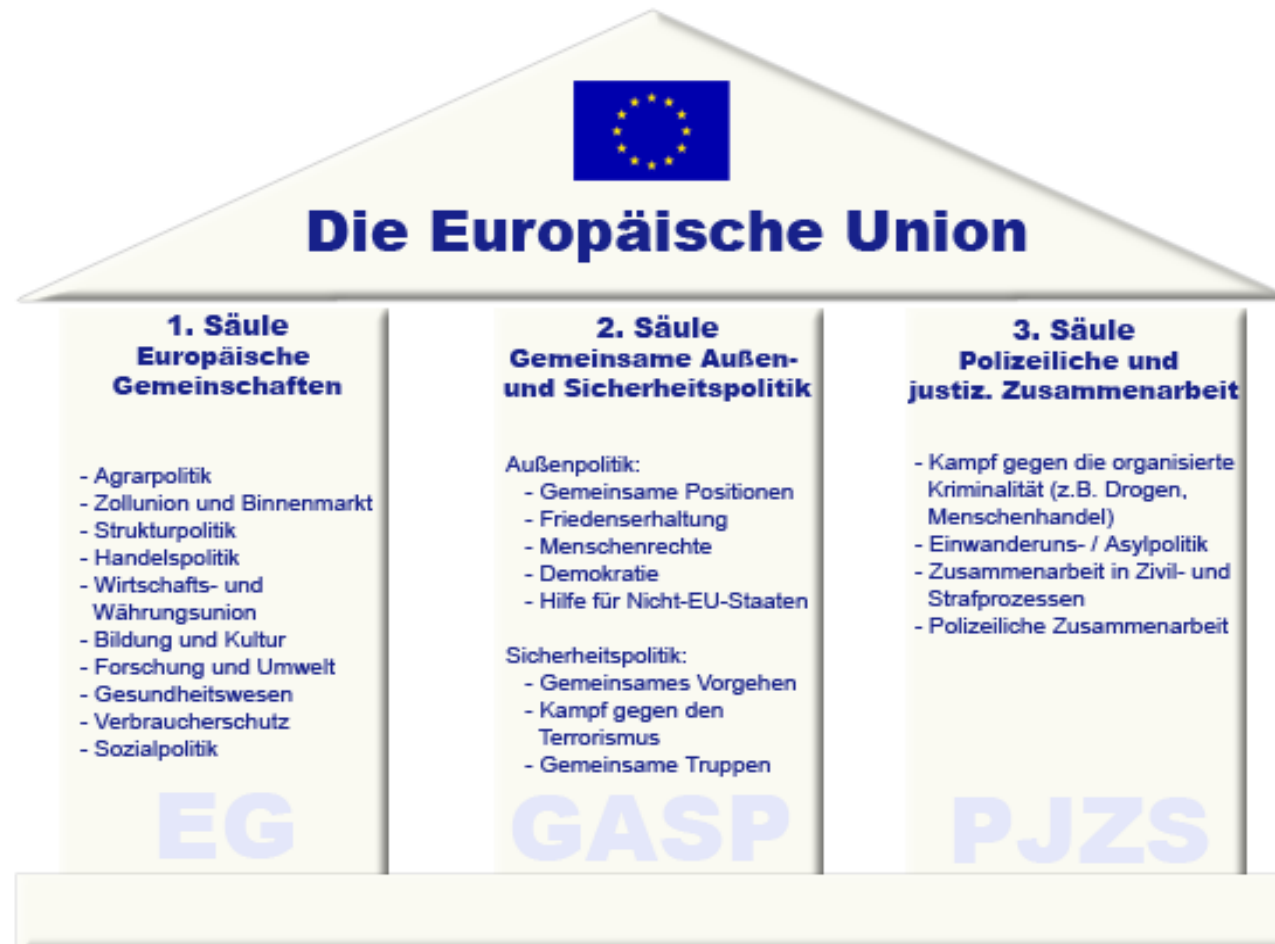 Die Europäische Union
1. Säule
Europäische
Gemeinschaften
- Agrarpolitik
- Zollunion und Binnenmarkt
- Strukturpolitik
- Handelspolitik
- Wirtschafts- und
Währungsunion
- Bildung und Kultur
- Forschung und Umwelt
- Gesundheitswesen
- Verbraucherschutz
- Sozialpolitik
EG
2. Säule
Gemeinsame Außen-
und Sicherheitspolitik
Außenpolitik:
- Gemeinsame Positionen
- Friedenserhaltung
- Menschenrechte
- Demokratie
- Hilfe für Nicht-EU-Staaten
Sicherheitspolitik:
- Gemeinsames Vorgehen
- Kampf gegen den
Terrorismus
- Gemeinsame Truppen
GASP
3. Säule
Polizeiliche und
justiz. Zusammenarbeit
- Kampf gegen die organisierte
Kriminalität (z.B. Drogen,
Menschenhandel)
- Einwanderuns- / Asylpolitik
- Zusammenarbeit in Zivil- und
Strafprozessen
- Polizeiliche Zusammenarbeit
PJZS